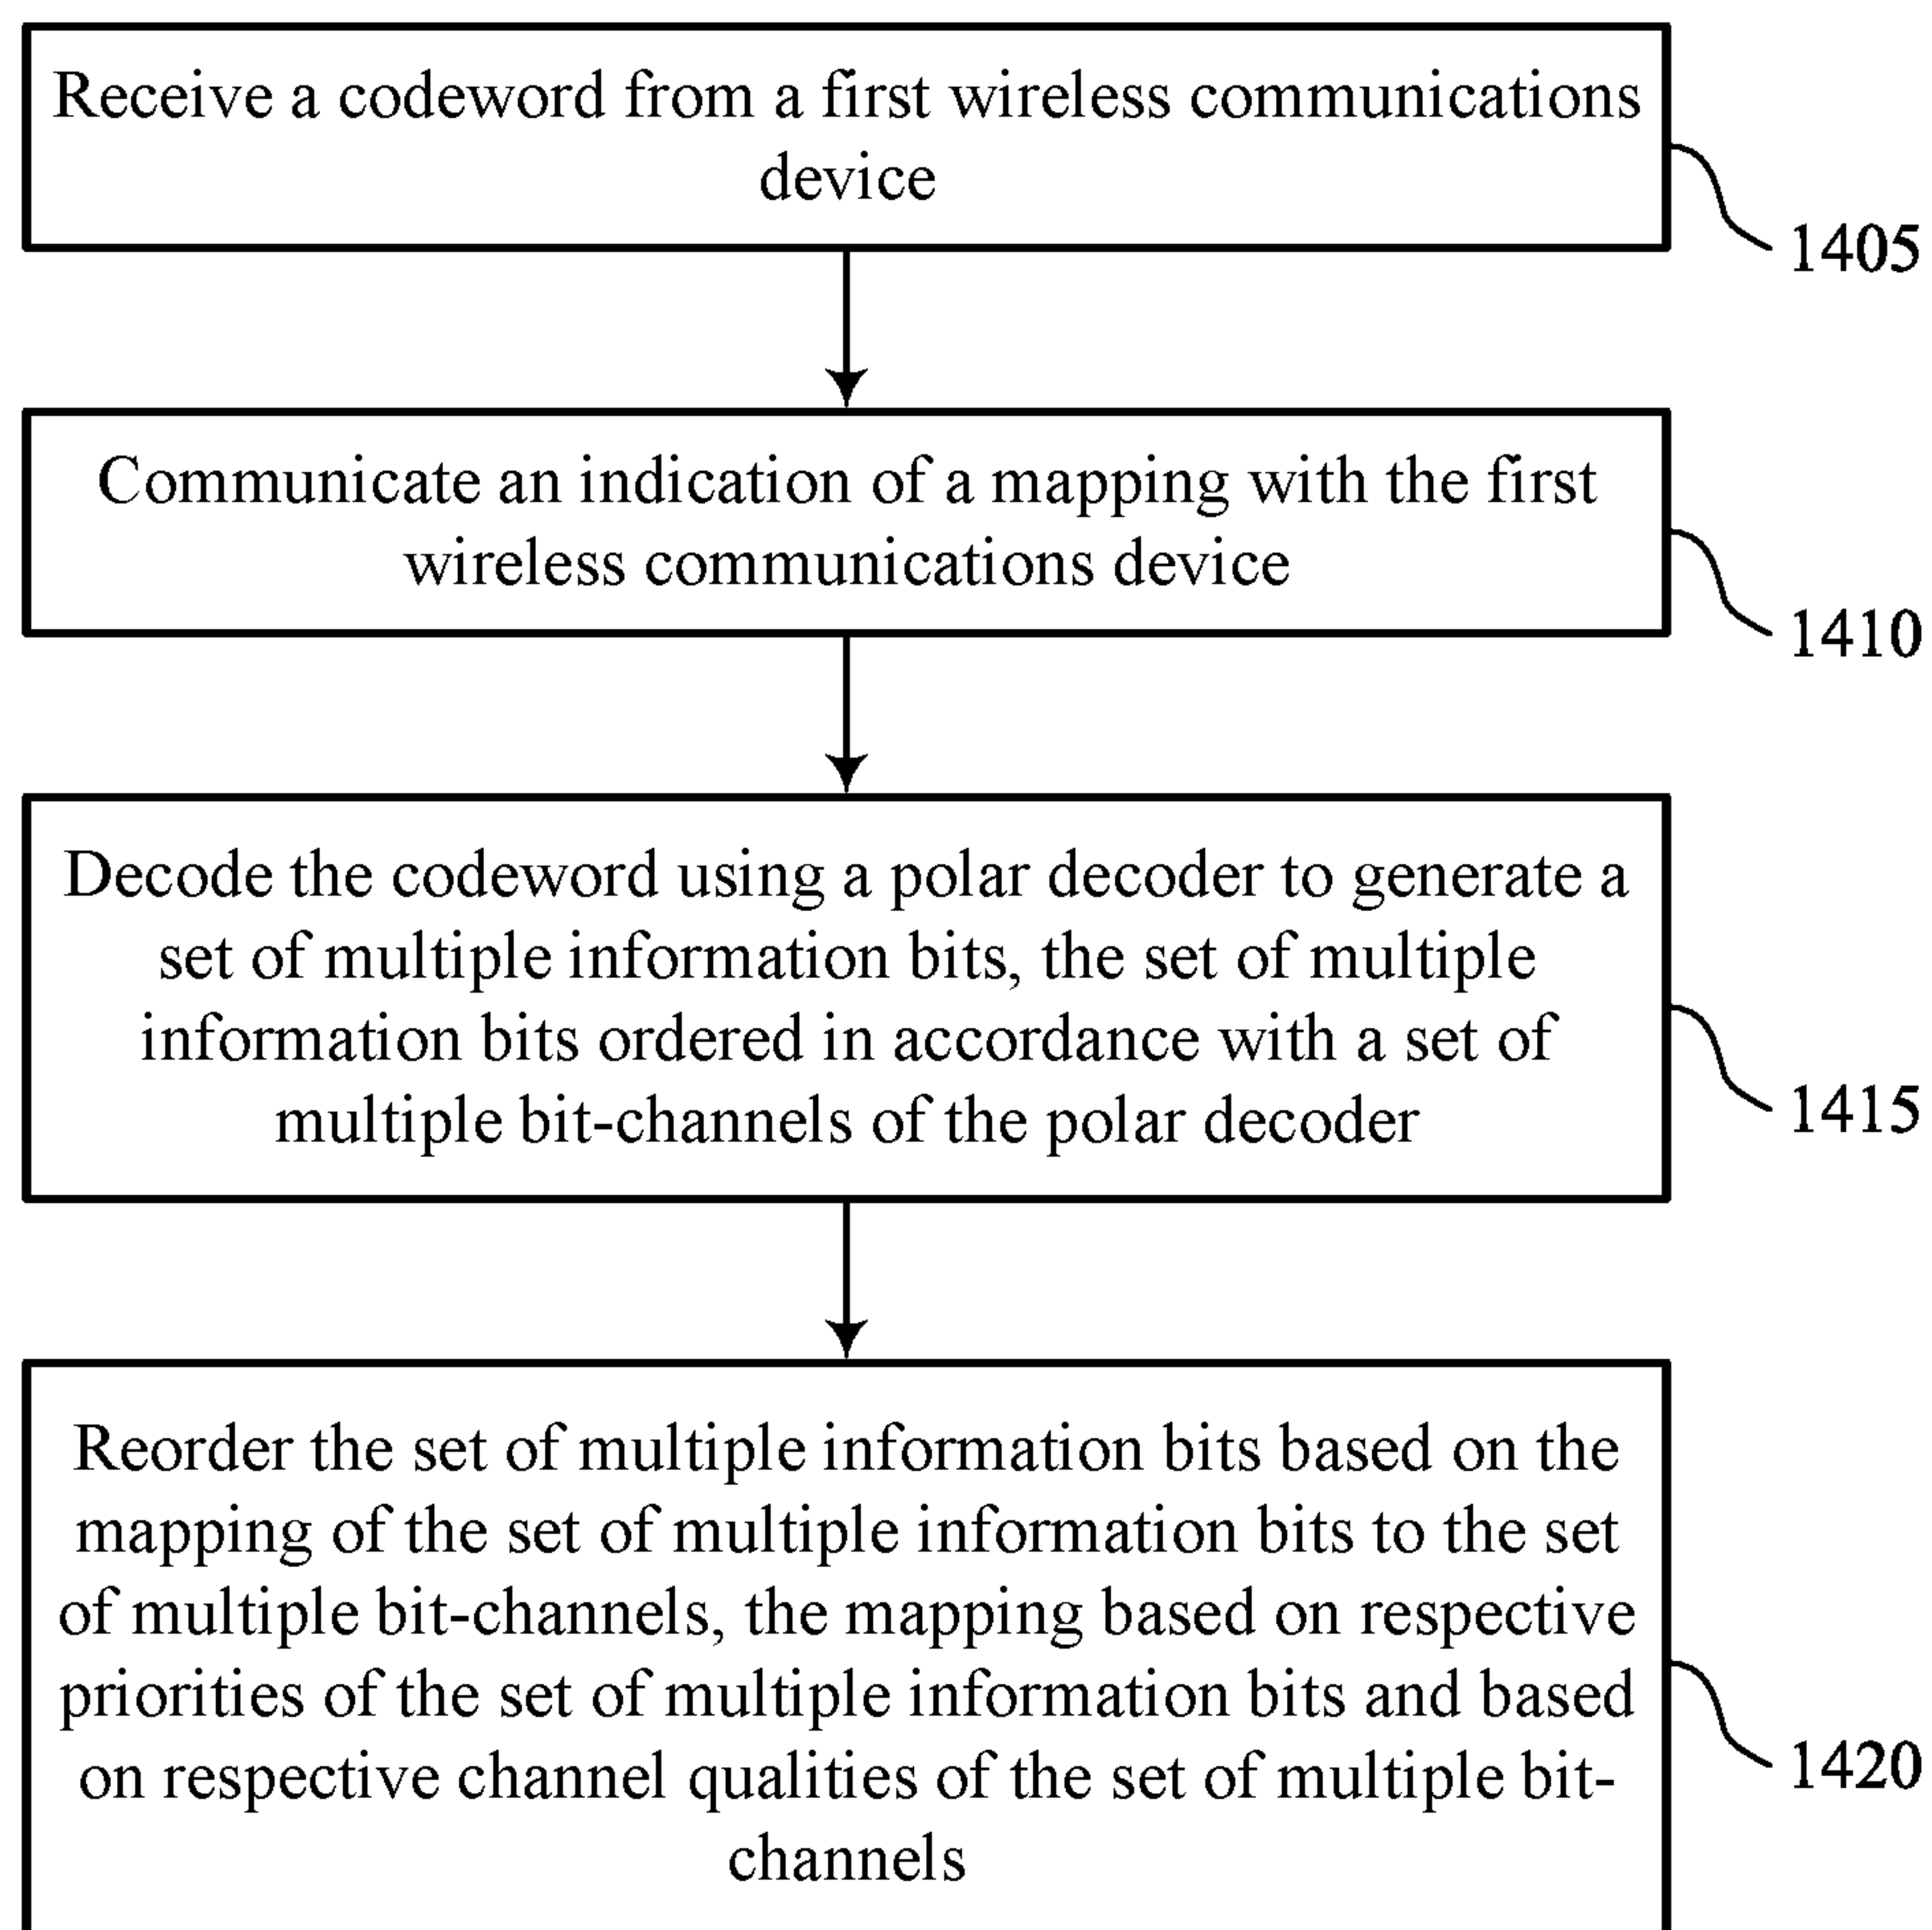 Receive a codeword from a first wireless communications
device
1405
Communicate an indication of a mapping with the first
wireless communications device
1410
Decode the codeword using a polar decoder to generate a
set of multiple information bits, the set of multiple
information bits ordered in accordance with a set of
multiple bit-channels of the polar decoder
1415
Reorder the set of multiple information bits based on the
mapping of the set of multiple information bits to the set
of multiple bit-channels, the mapping based on respective
priorities of the set of multiple information bits and based
on respective channel qualities of the set of multiple bit-
channels
1420